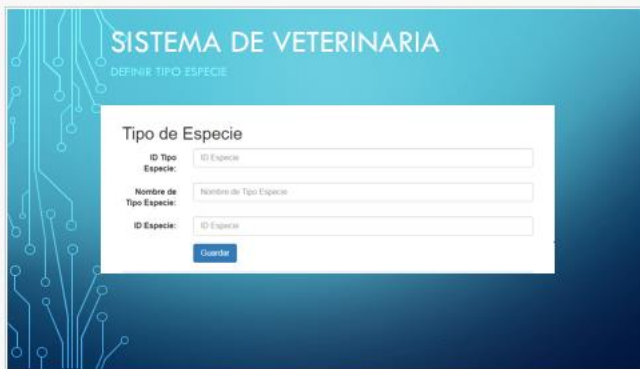 SISTEMA DE VETERINARIA
DEFINIR TIPO ESPECIE
Tipo de Especie
ID Tipo
Especie:
ID Especie
Nombre de
Tipo Especie:
Nombre de Tipo Especie
ID Especie:
ID Especie
Guardar